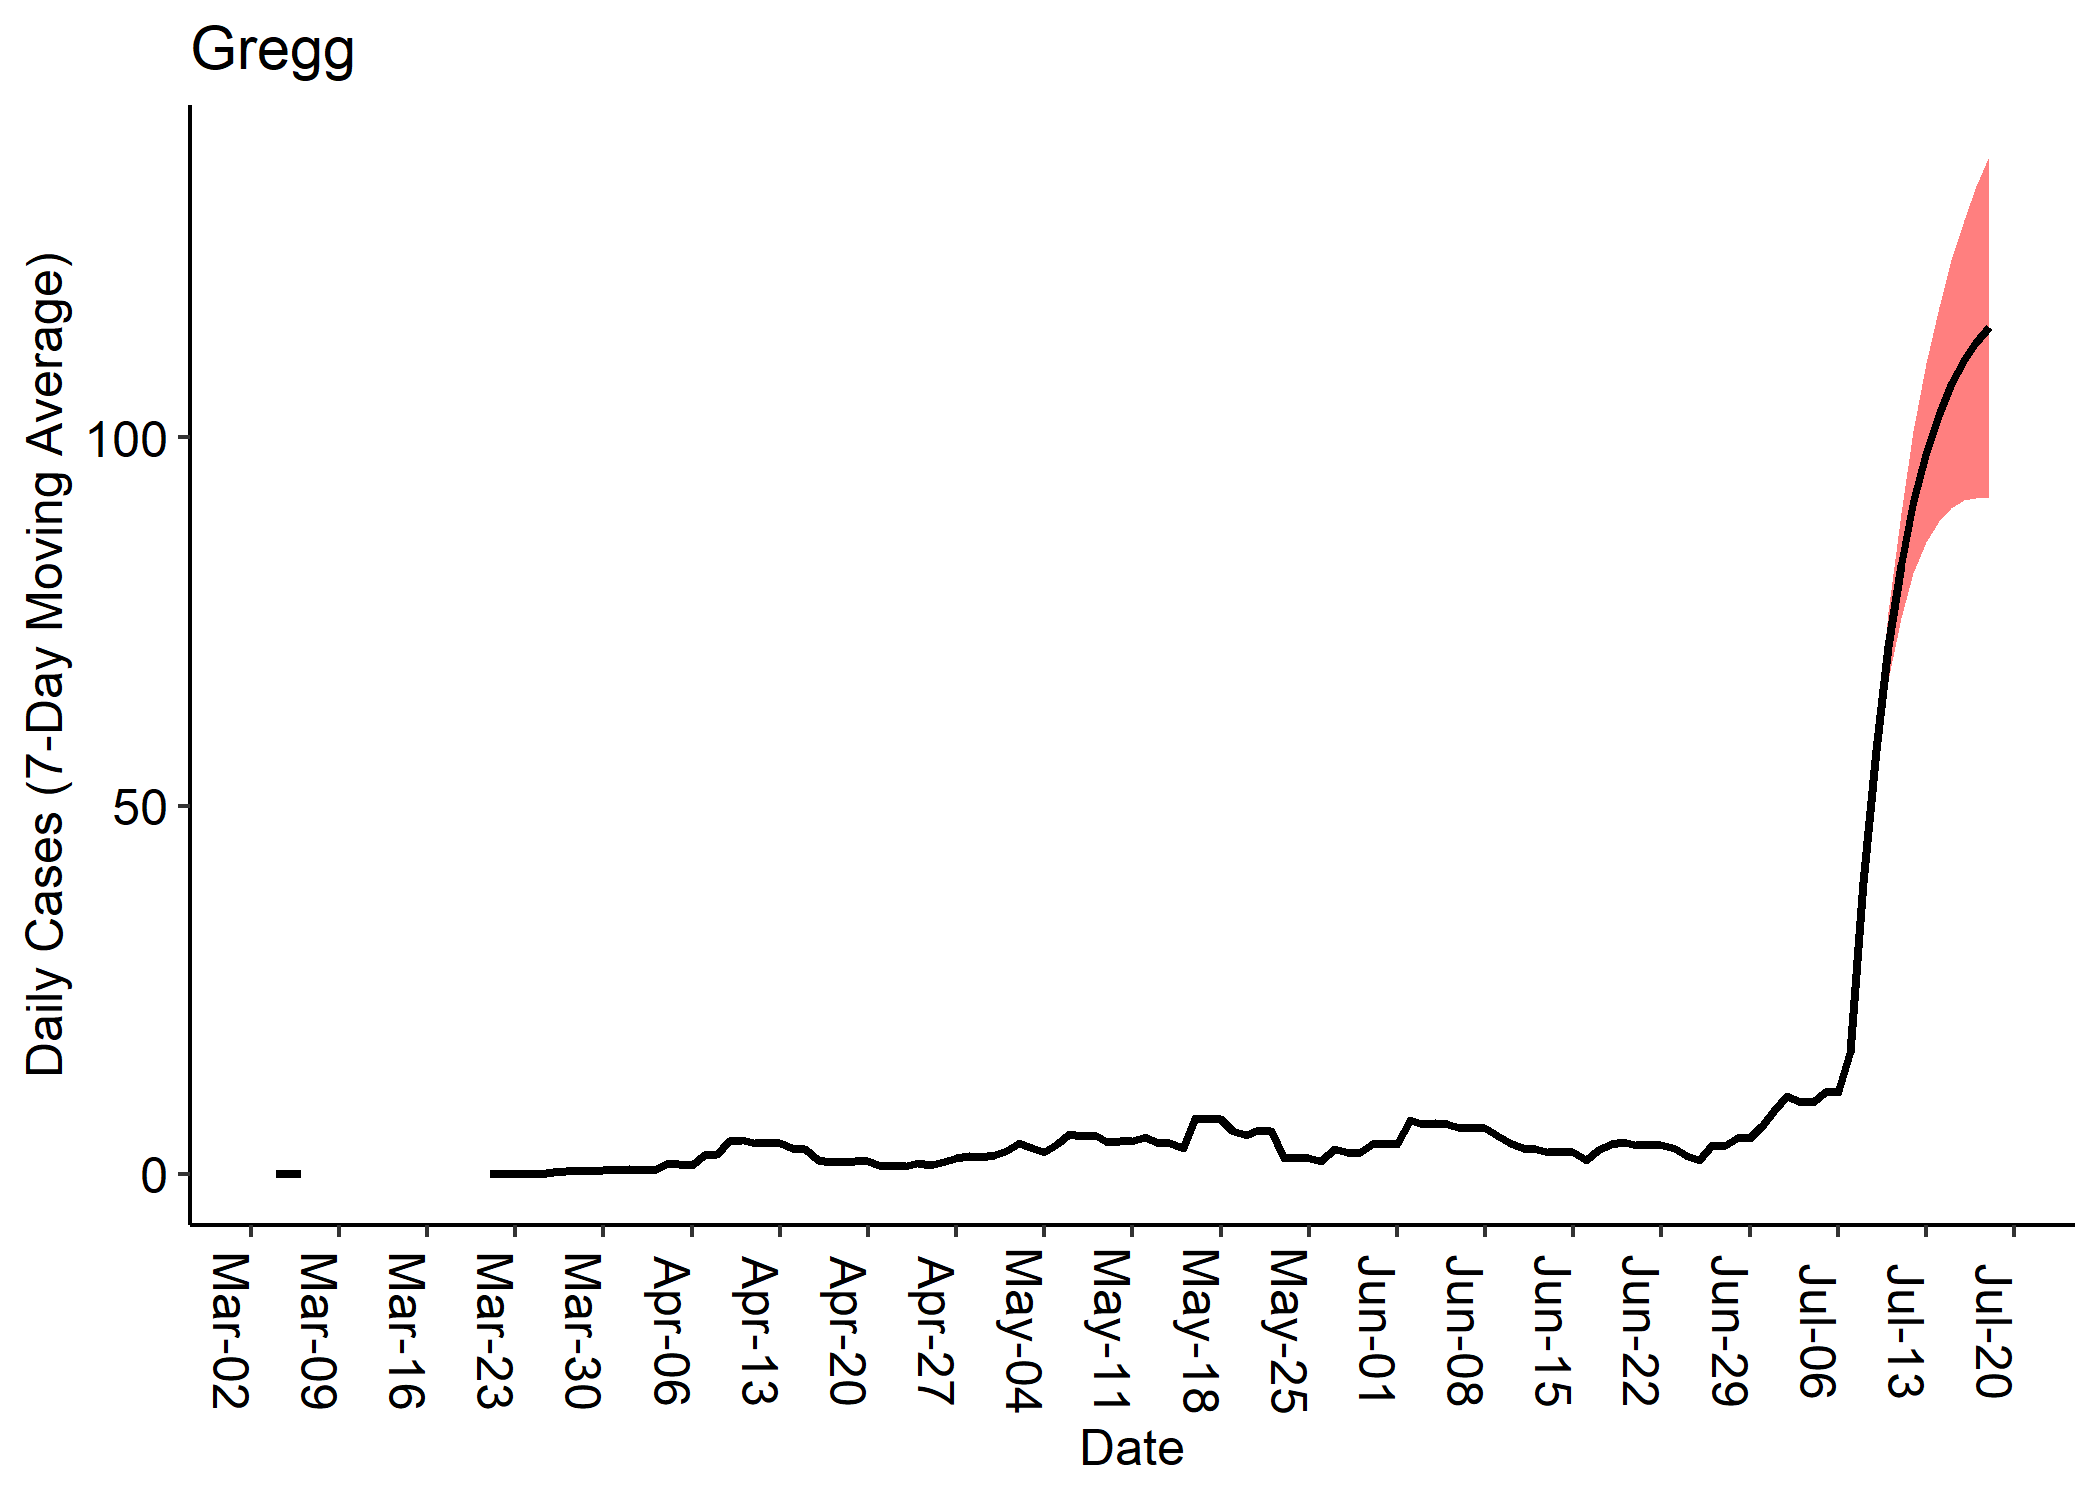 Gregg
Daily Cases (7-Day Moving Average)
100
50
0
Mar-02
Mar-09
Mar-16
Mar-23
Mar-30
Apr-06
Apr-13
Apr-20
Apr-27
May-04
May-11
May-18
May-25
Jun-01
Jun-08
Jun-15
Jun-22
Jun-29
Jul-06
Jul-13
Jul-20
Date